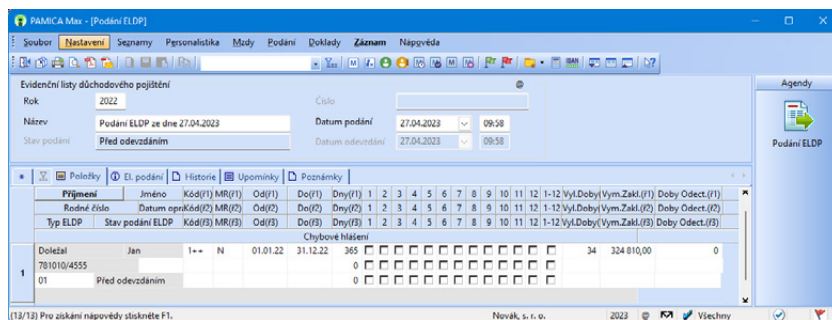 PAMICA Max - [Podání ELDP]
Soubor Nastavení Seznamy Personalistika Mzdy Podání Doklady Záznam Nápověda
Evidenční listy důchodového pojištění
Rok 2022 Číslo
Název Podání ELDP ze dne 27.04.2023 Datum podání 27.04.2023 09:58
Stav podání Před odevzdáním Datum odevzdání 27.04.2023 09:58
Agendy
Podání ELDP
Položky El. podání Historie Upomínky Poznámky
Příjmení Jméno Kód(ř1) MR(ř1) Od(ř1) Do(ř1) Dny(ř1) 1 2 3 4 5 6 7 8 9 10 11 12 1-12 Vyl.Doby( Vym.Zakl.(ř1) Doby Odect.(ř1)
Rodné číslo Datum opra Kód(ř2) MR(ř2) Od(ř2) Do(ř2) Dny(ř2) 1 2 3 4 5 6 7 8 9 10 11 12 1-12 Vyl.Doby( Vym.Zakl.(ř2) Doby Odect.(ř2)
Typ ELDP Stav podání ELDP Kód(ř3) MR(ř3) Od(ř3) Do(ř3) Dny(ř3) 1 2 3 4 5 6 7 8 9 10 11 12 1-12 Vyl.Doby( Vym.Zakl.(ř3) Doby Odect.(ř3)
Chybové hlášení
1 Doležal Jan 1++ N 01.01.22 31.12.22 365 34 324 810,00 0
781010/4555 0
01 Před odevzdáním 0
(13/13) Pro získání nápovědy stiskněte F1. Novák, s. r. o. 2023 @ Všechny